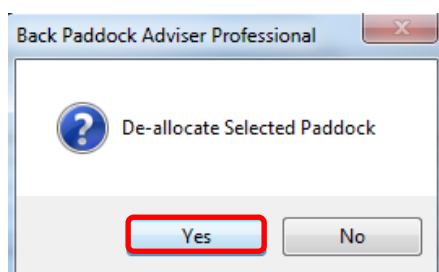 Back Paddock Adviser Professional
De-allocate Selected Paddock
Yes
No